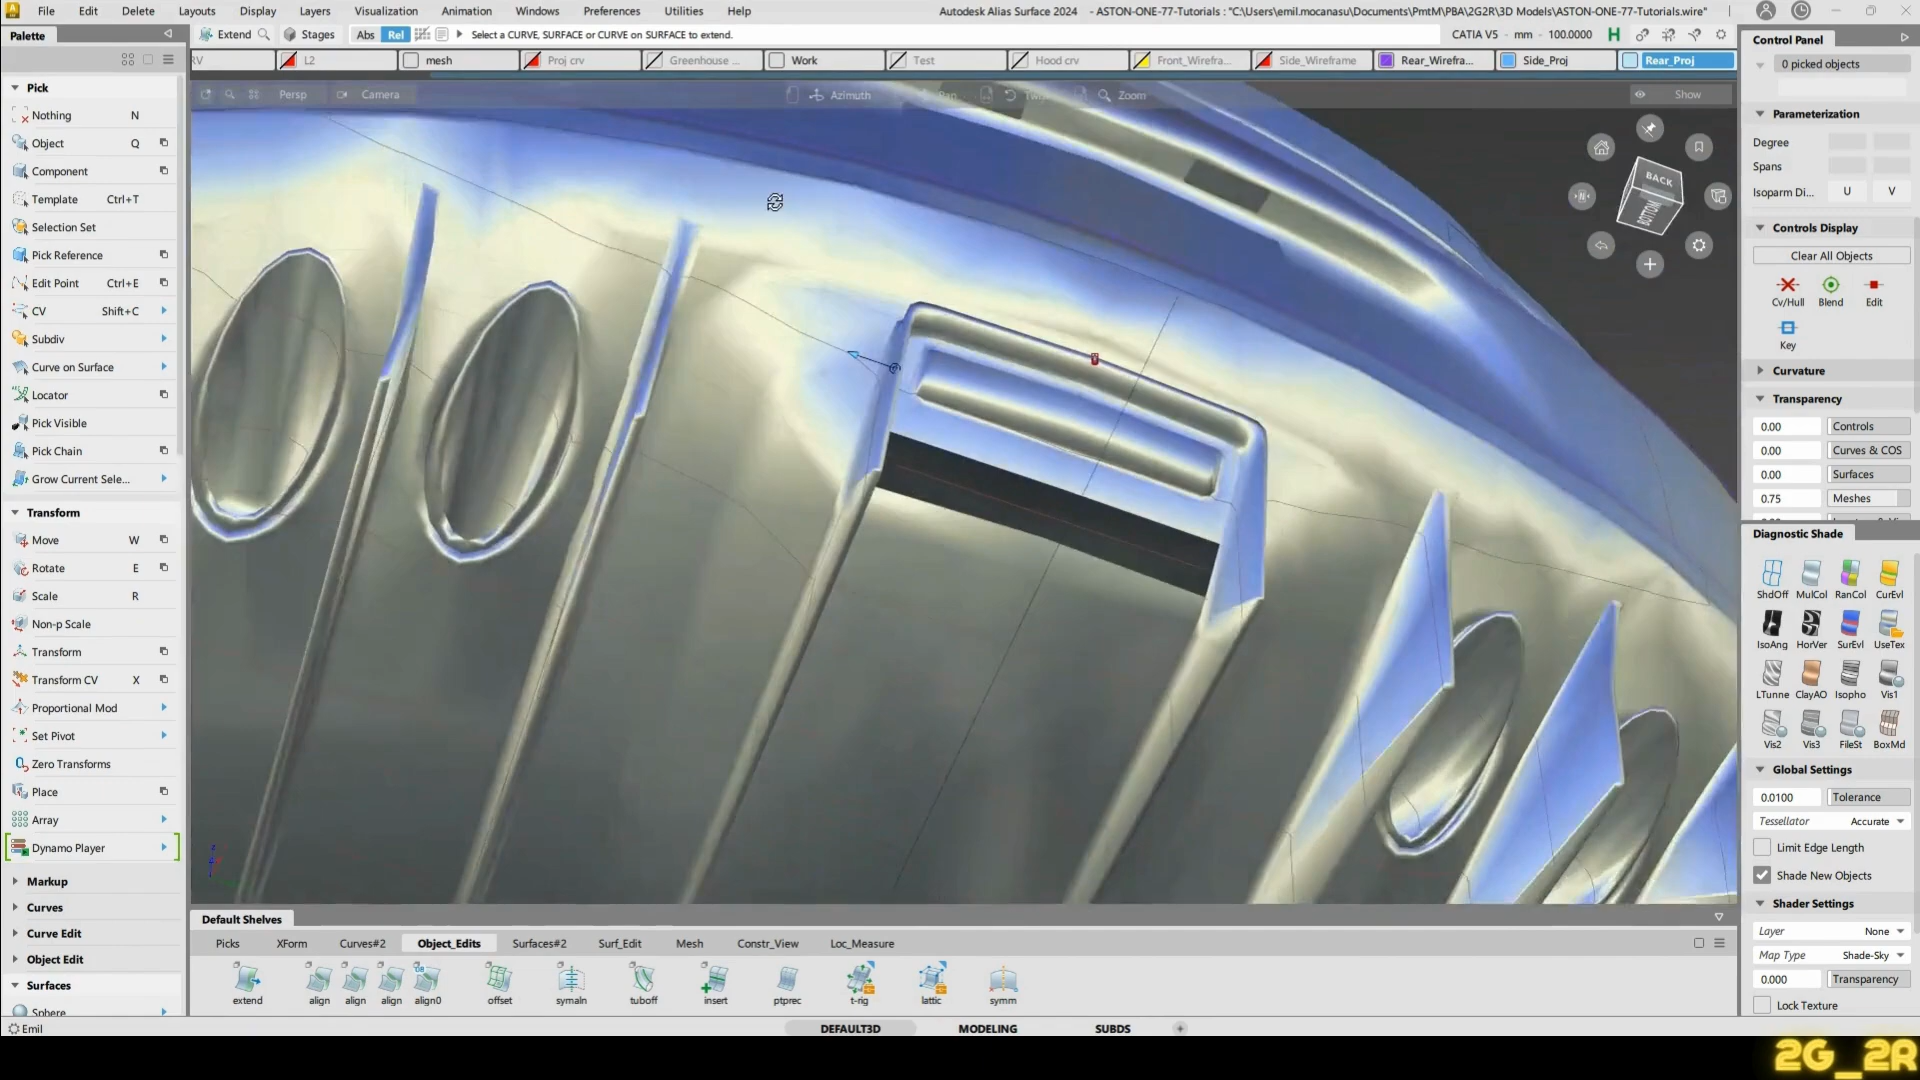 File Edit Delete Layouts Display Layers Visualization Animation Windows Preferences Utilities Help
Autodesk Alias Surface 2024 - ASTON-ONE-77-Tutorials : "C:\Users\emil.mocanasu\Documents\PmtM\PBA\2G2R\3D Models\ASTON-ONE-77-Tutorials.wire"
Palette
Extend Stages Abs Rel Select a CURVE, SURFACE or CURVE on SURFACE to extend. CATIA V5 - mm - 100.0000 H
RV L2 mesh Proj crv Greenhouse ... Work Test Hood crv Front_Wirefra... Side_Wireframe Rear_Wirefra... Side_Proj Rear_Proj
Persp Camera Azimuth Zoom Show
BACK
BOTTOM
Pick
Nothing N
Object Q
Component
Template Ctrl+T
Selection Set
Pick Reference
Edit Point Ctrl+E
CV Shift+C
Subdiv
Curve on Surface
Locator
Pick Visible
Pick Chain
Grow Current Sele...
Transform
Move W
Rotate E
Scale R
Non-p Scale
Transform
Transform CV X
Proportional Mod
Set Pivot
Zero Transforms
Place
Array
Dynamo Player
Markup
Curves
Curve Edit
Object Edit
Surfaces
Sphere
Emil
Control Panel
0 picked objects
Parameterization
Degree
Spans
Isoparm Di... U V
Controls Display
Clear All Objects
Cv/Hull Blend Edit
Key
Curvature
Transparency
0.00 Controls
0.00 Curves & COS
0.00 Surfaces
0.75 Meshes
Diagnostic Shade
ShdOff MulCol RanCol CurEvl
IsoAng HorVer SurEvl UseTex
LTunne ClayAO Isopho Vis1
Vis2 Vis3 FileSt BoxMd
Global Settings
0.0100 Tolerance
Tessellator Accurate
Limit Edge Length
Shade New Objects
Shader Settings
Layer None
Map Type Shade-Sky
0.000 Transparency
Lock Texture
Default Shelves
Picks XForm Curves#2 Object_Edits Surfaces#2 Surf_Edit Mesh Constr_View Loc_Measure
extend align align align align0 offset symaln tuboff insert ptprec t-rig lattic symm
DEFAULT3D MODELING SUBDS
2G_2R